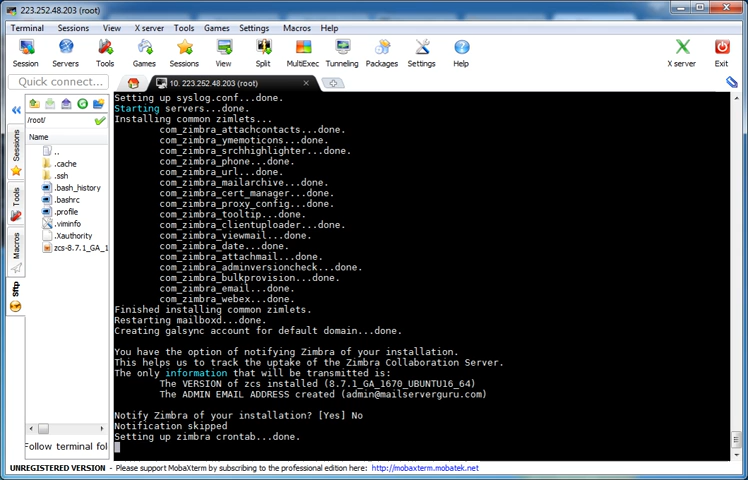 223.252.48.203 (root)
Terminal Sessions View X server Tools Games Settings Macros Help
Session Servers Tools Games Sessions View Split MultiExec Tunneling Packages Settings Help X server Exit
Quick connect...
10. 223.252.48.203 (root)
/root/
Name
..
.cache
.ssh
.bash_history
.bashrc
.profile
.viminfo
.Xauthority
zcs-8.7.1_GA_1
Sessions
Tools
Macros
Sftp
Follow terminal fol
Setting up syslog.conf...done.
Starting servers...done.
Installing common zimlets...
com_zimbra_attachcontacts...done.
com_zimbra_ymemoticons...done.
com_zimbra_srchhighlighter...done.
com_zimbra_phone...done.
com_zimbra_url...done.
com_zimbra_mailarchive...done.
com_zimbra_cert_manager...done.
com_zimbra_proxy_config...done.
com_zimbra_tooltip...done.
com_zimbra_clientuploader...done.
com_zimbra_viewmail...done.
com_zimbra_date...done.
com_zimbra_attachmail...done.
com_zimbra_adminversioncheck...done.
com_zimbra_bulkprovision...done.
com_zimbra_email...done.
com_zimbra_webex...done.
Finished installing common zimlets.
Restarting mailboxd...done.
Creating galsync account for default domain...done.
You have the option of notifying Zimbra of your installation.
This helps us to track the uptake of the Zimbra Collaboration Server.
The only information that will be transmitted is:
The VERSION of zcs installed (8.7.1_GA_1670_UBUNTU16_64)
The ADMIN EMAIL ADDRESS created (admin@mailserverguru.com)
Notify Zimbra of your installation? [Yes] No
Notification skipped
Setting up zimbra crontab...done.
UNREGISTERED VERSION - Please support MobaXterm by subscribing to the professional edition here: http://mobaxterm.mobatek.net